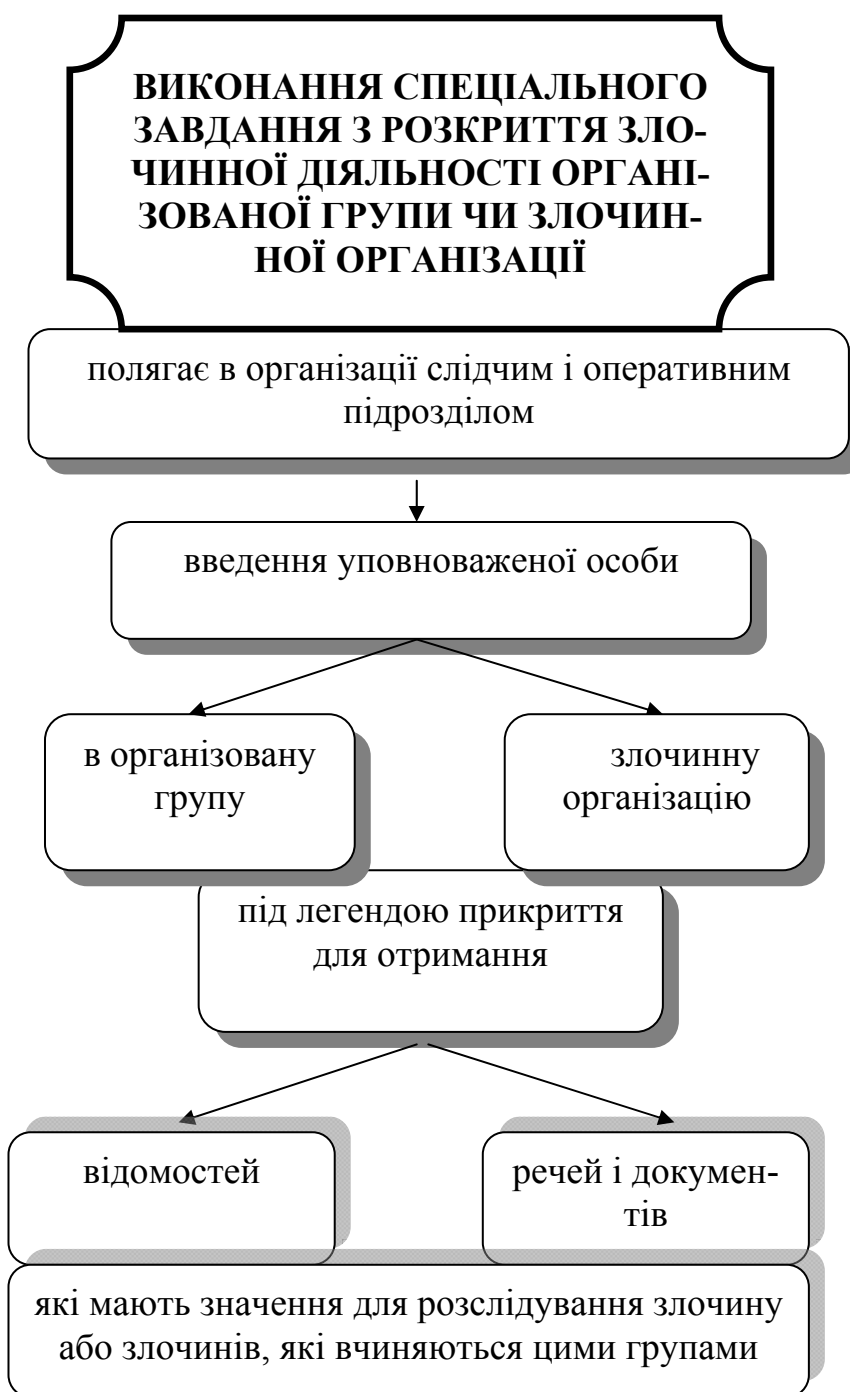 ВИКОНАННЯ СПЕЦІАЛЬНОГО
ЗАВДАННЯ З РОЗКРИТТЯ ЗЛО-
ЧИННОЇ ДІЯЛЬНОСТІ ОРГАНІ-
ЗОВАНОЇ ГРУПИ ЧИ ЗЛОЧИН-
НОЇ ОРГАНІЗАЦІЇ
полягає в організації слідчим і оперативним
підрозділом
введення уповноваженої особи
в організовану
групу
злочинну
організацію
під легендою прикриття
для отримання
відомостей
речей і докумен-
тів
які мають значення для розслідування злочину
або злочинів, які вчиняються цими групами